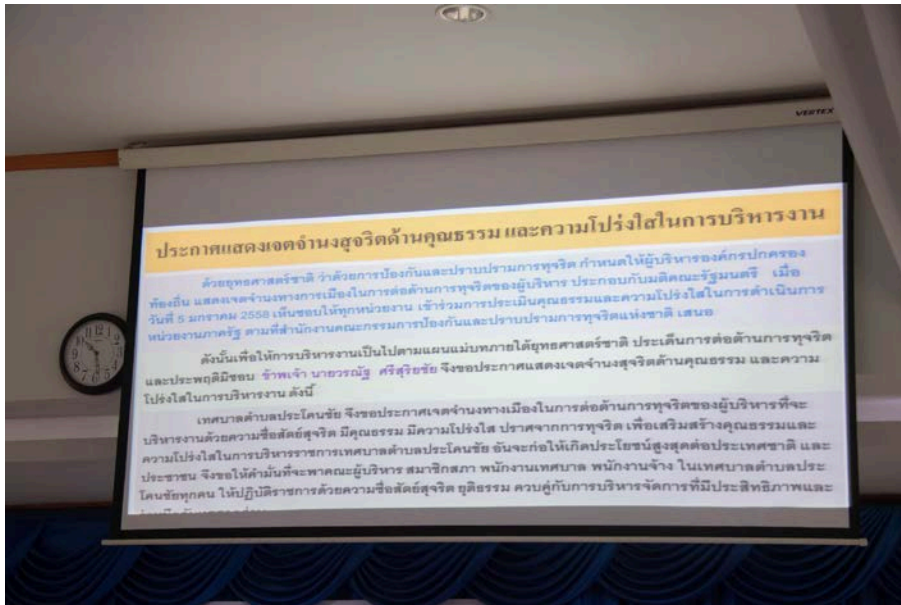 VERTEX
ประกาศแสดงเจตจำนงสุจริตด้านคุณธรรม และความโปร่งใสในการบริหารงาน
ด้วยยุทธศาสตร์ชาติ ว่าด้วยการป้องกันและปราบปรามการทุจริต กำหนดให้ผู้บริหารองค์กรปกครอง
ท้องถิ่น แสดงเจตจำนงทางการเมืองในการต่อต้านการทุจริตของผู้บริหาร ประกอบกับมติคณะรัฐมนตรี เมื่อ
วันที่ 5 มกราคม 2558 เห็นชอบให้ทุกหน่วยงาน เข้าร่วมการประเมินคุณธรรมและความโปร่งใสในการดำเนินการ
หน่วยงานภาครัฐ ตามที่สำนักงานคณะกรรมการป้องกันและปราบปรามการทุจริตแห่งชาติ เสนอ
ดังนั้นเพื่อให้การบริหารงานเป็นไปตามแผนแม่บทภายใต้ยุทธศาสตร์ชาติ ประเด็นการต่อต้านการทุจริต
และประพฤติมิชอบ ข้าพเจ้า นายวรณัฐ ศรีสุริยชัย จึงขอประกาศแสดงเจตจำนงสุจริตด้านคุณธรรม และความ
โปร่งใสในการบริหารงาน ดังนี้
เทศบาลตำบลประโคนชัย จึงขอประกาศเจตจำนงทางเมืองในการต่อต้านการทุจริตของผู้บริหารที่จะ
บริหารงานด้วยความซื่อสัตย์สุจริต มีคุณธรรม มีความโปร่งใส ปราศจากการทุจริต เพื่อเสริมสร้างคุณธรรมและ
ความโปร่งใสในการบริหารราชการเทศบาลตำบลประโคนชัย อันจะก่อให้เกิดประโยชน์สูงสุดต่อประเทศชาติ และ
ประชาชน จึงขอให้คำมั่นที่จะพาคณะผู้บริหาร สมาชิกสภา พนักงานเทศบาล พนักงานจ้าง ในเทศบาลตำบลประ
โคนชัยทุกคน ให้ปฏิบัติราชการด้วยความซื่อสัตย์สุจริต ยุติธรรม ควบคู่กับการบริหารจัดการที่มีประสิทธิภาพและ